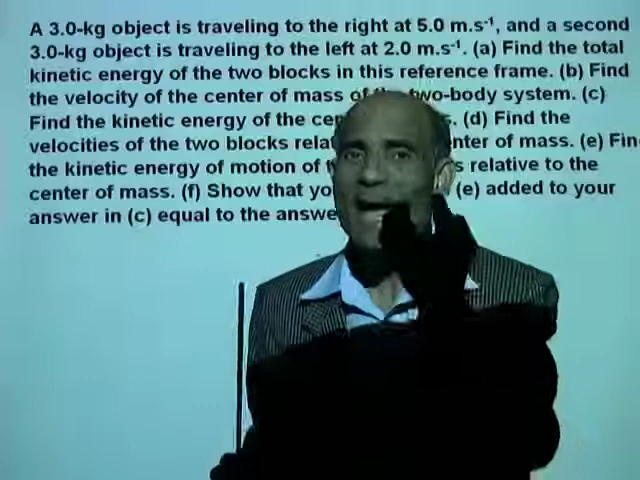 A 3.0-kg object is traveling to the right at 5.0 m.s⁻¹, and a second
3.0-kg object is traveling to the left at 2.0 m.s⁻¹. (a) Find the total
kinetic energy of the two blocks in this reference frame. (b) Find
the velocity of the center of mass of the two-body system. (c)
Find the kinetic energy of the s. (d) Find the
velocities of the two blocks of mass. (e)
the kinetic energy of motion of relative to the
center of mass. (f) Show that (e) added to your
answer in (c) equal to the